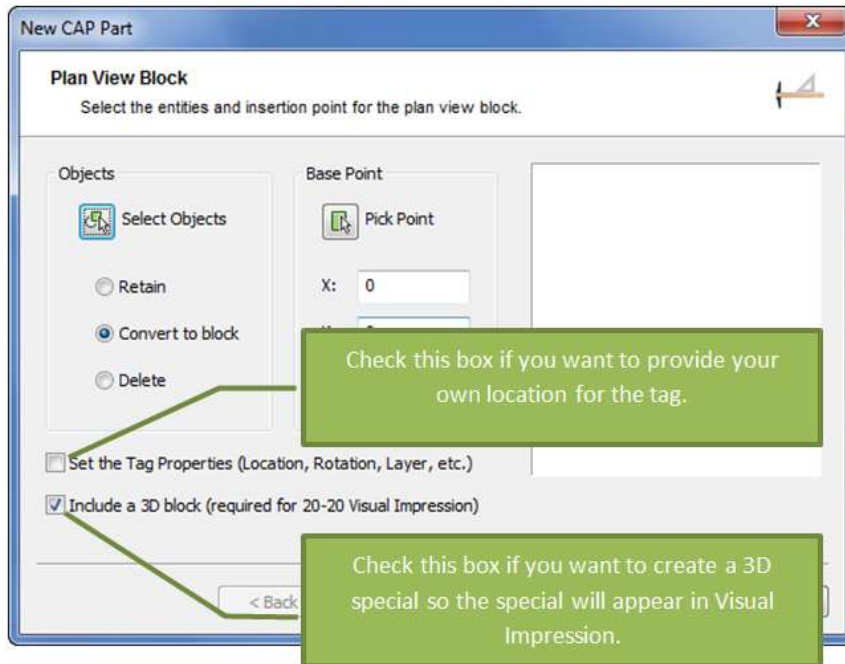 New CAP Part
X
Plan View Block
Select the entities and insertion point for the plan view block.
Objects
Base Point
Select Objects
Pick Point
Retain
X: 0
Convert to block
Delete
Check this box if you want to provide your
own location for the tag.
Set the Tag Properties (Location, Rotation, Layer, etc.)
Include a 3D block (required for 20-20 Visual Impression)
Check this box if you want to create a 3D
special so the special will appear in Visual
Impression.
< Back